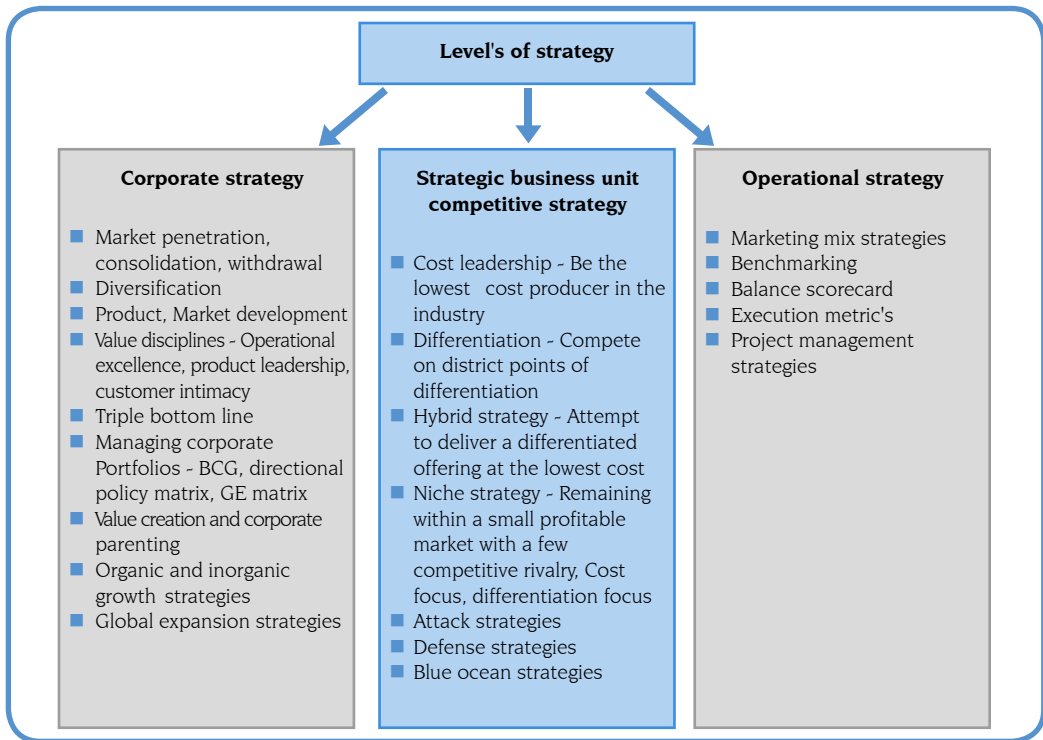 Level's of strategy
Corporate strategy
■ Market penetration,
consolidation, withdrawal
■ Diversification
■ Product, Market development
■ Value disciplines - Operational
excellence, product leadership,
customer intimacy
■ Triple bottom line
■ Managing corporate
Portfolios - BCG, directional
policy matrix, GE matrix
■ Value creation and corporate
parenting
■ Organic and inorganic
growth strategies
■ Global expansion strategies
Strategic business unit
competitive strategy
■ Cost leadership - Be the
lowest cost producer in the
industry
■ Differentiation - Compete
on district points of
differentiation
■ Hybrid strategy - Attempt
to deliver a differentiated
offering at the lowest cost
■ Niche strategy - Remaining
within a small profitable
market with a few
competitive rivalry, Cost
focus, differentiation focus
■ Attack strategies
■ Defense strategies
■ Blue ocean strategies
Operational strategy
■ Marketing mix strategies
■ Benchmarking
■ Balance scorecard
■ Execution metric's
■ Project management
strategies